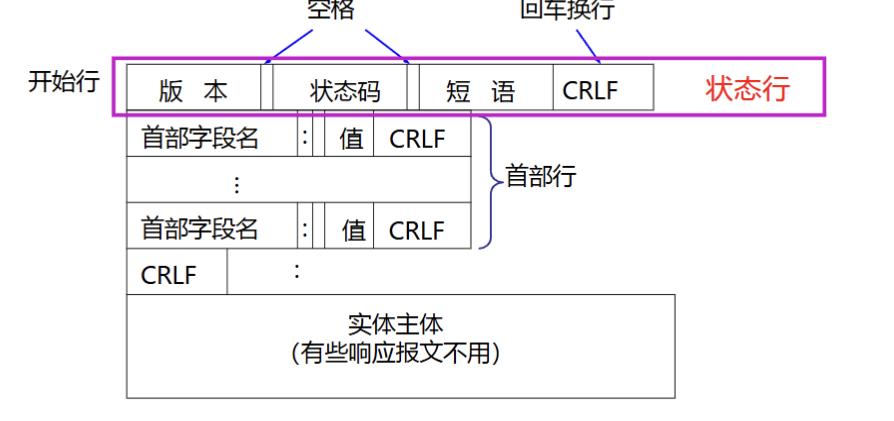 空格 回车换行
开始行 版 本 状态码 短 语 CRLF 状态行
首部字段名 : 值 CRLF
⋮ 首部行
首部字段名 : 值 CRLF
CRLF :
实体主体
（有些响应报文不用）